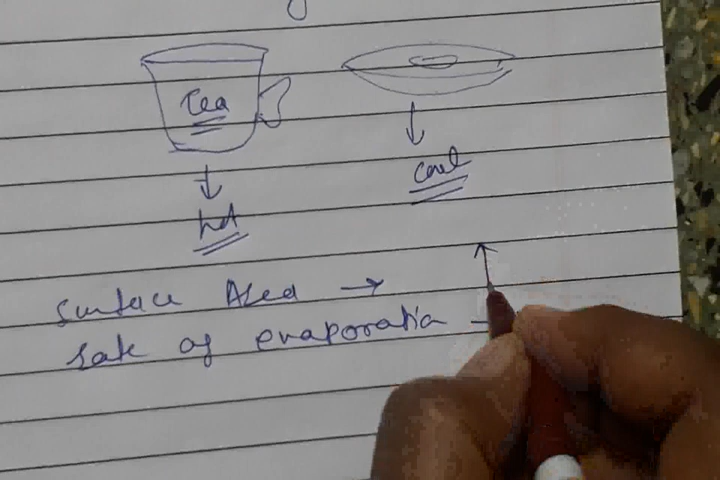 Tea
hot
cool
Surface Area →
rate of evaporation →